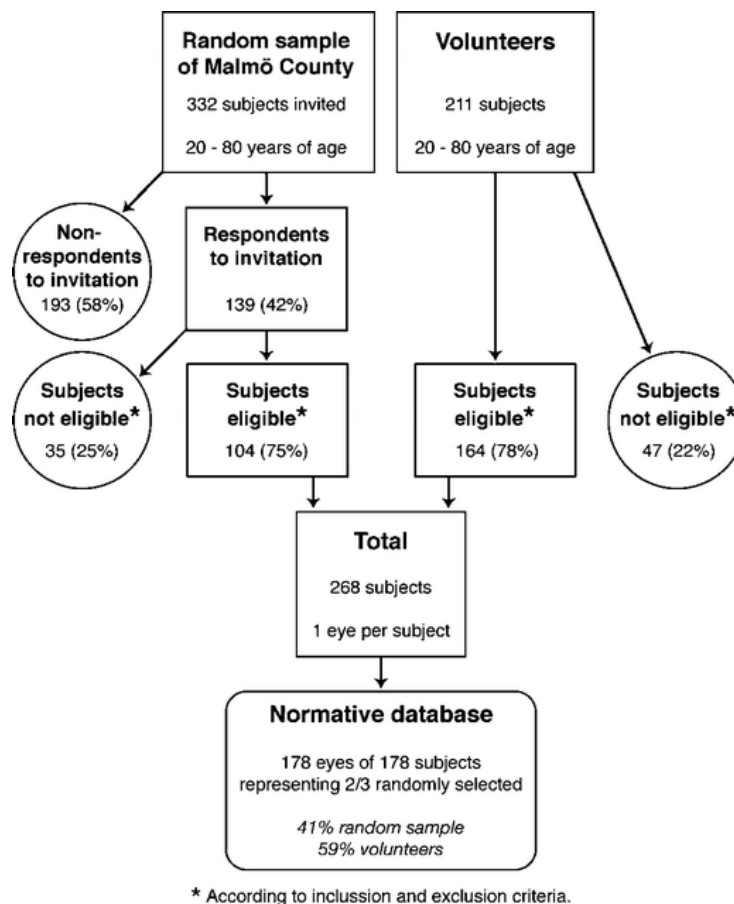 Random sample
of Malmö County
332 subjects invited
20 - 80 years of age
Volunteers
211 subjects
20 - 80 years of age
Non-
respondents
to invitation
193 (58%)
Respondents
to invitation
139 (42%)
Subjects
not eligible*
35 (25%)
Subjects
eligible*
104 (75%)
Subjects
eligible*
164 (78%)
Subjects
not eligible*
47 (22%)
Total
268 subjects
1 eye per subject
Normative database
178 eyes of 178 subjects
representing 2/3 randomly selected
41% random sample
59% volunteers
* According to inclussion and exclusion criteria.